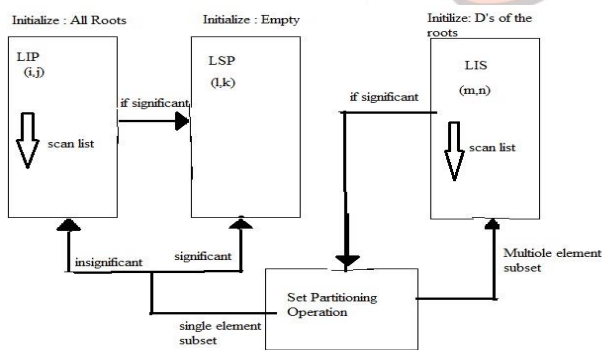 Initialize : All Roots
Initialize : Empty
Initilize: D's of the
roots
LIP
(i,j)
scan list
if significant
LSP
(l,k)
if significant
LIS
(m,n)
scan list
insignificant
significant
single element
subset
Set Partitioning
Operation
Multiole element
subset